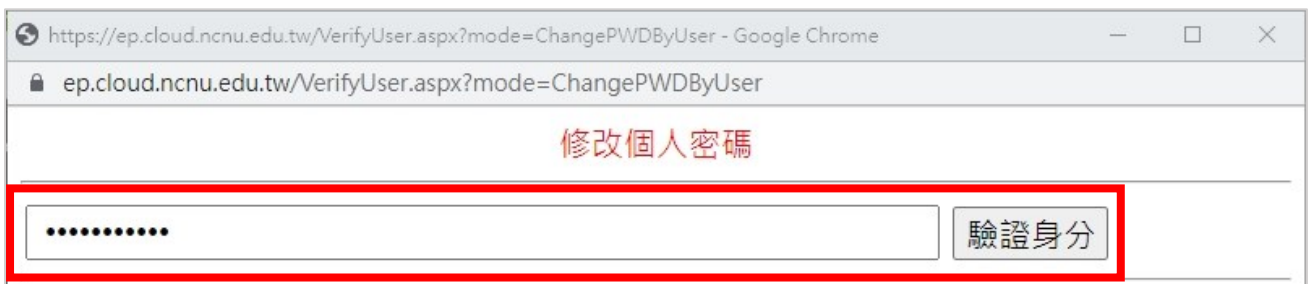 https://ep.cloud.ncnu.edu.tw/VerifyUser.aspx?mode=ChangePWDByUser - Google Chrome
ep.cloud.ncnu.edu.tw/VerifyUser.aspx?mode=ChangePWDByUser
修改個人密碼
••••••••••• 驗證身分